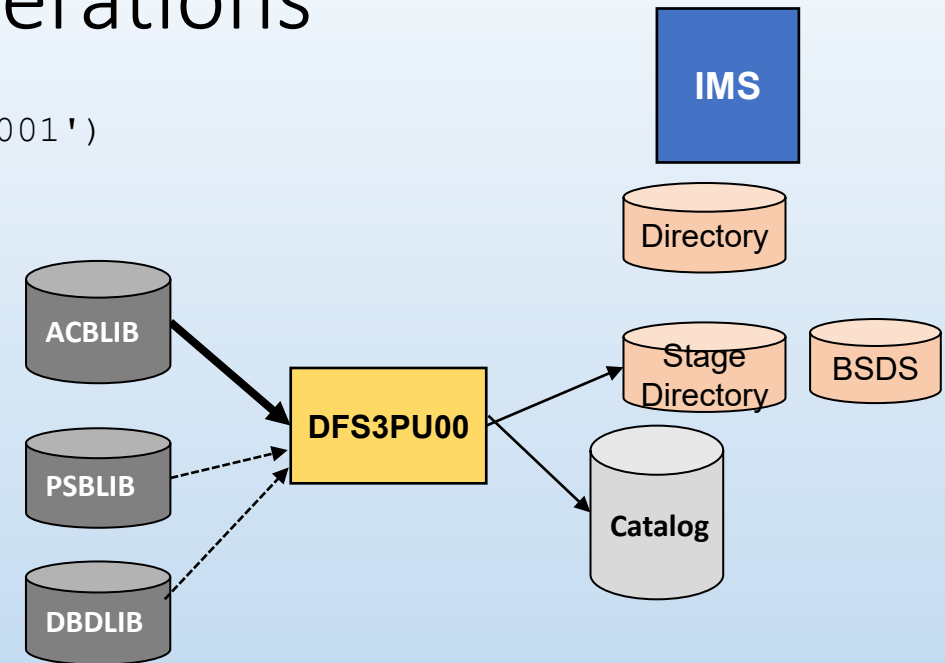 erations
001')
IMS
Directory
ACBLIB
Stage
Directory
BSDS
DFS3PU00
PSBLIB
Catalog
DBDLIB